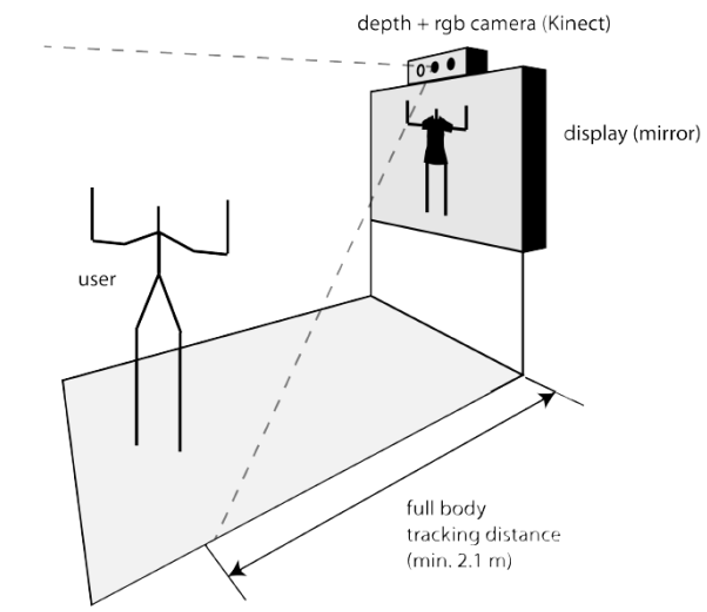 depth + rgb camera (Kinect)
display (mirror)
user
full body
tracking distance
(min. 2.1 m)